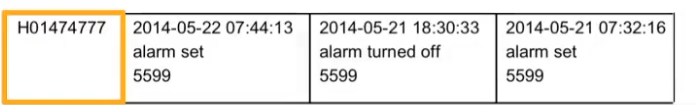 H01474777
2014-05-22 07:44:13
alarm set
5599
2014-05-21 18:30:33
alarm turned off
5599
2014-05-21 07:32:16
alarm set
5599